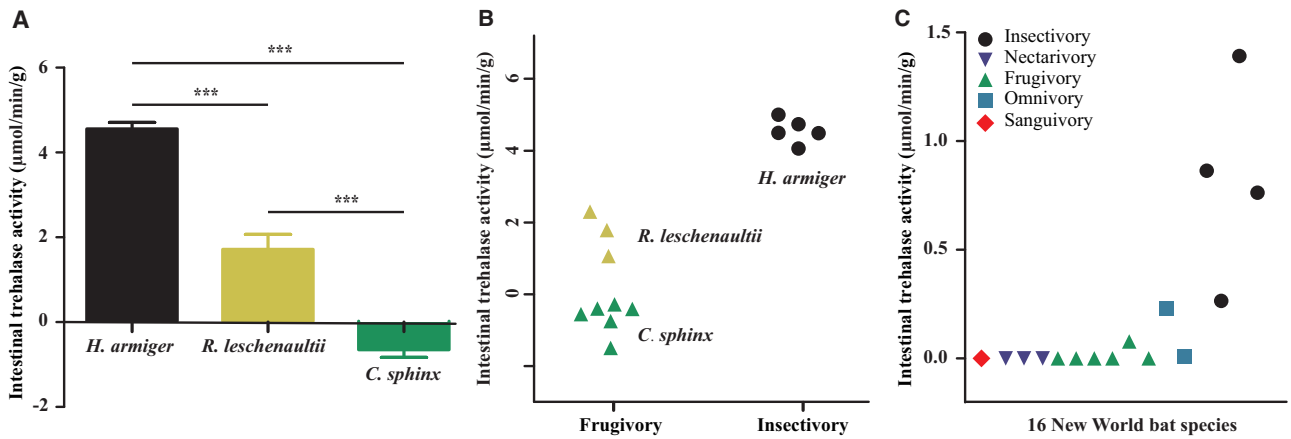 A
Intestinal trehalase activity (μmol/min/g)
6
4
2
0
-2
***
***
***
H. armiger
R. leschenaultii
C. sphinx
B
Intestinal trehalase activity (μmol/min/g)
6
4
2
0
-2
H. armiger
R. leschenaultii
C. sphinx
Frugivory
Insectivory
C
Intestinal trehalase activity (μmol/min/g)
1.5
1.0
0.5
0.0
Insectivory
Nectarivory
Frugivory
Omnivory
Sanguivory
16 New World bat species